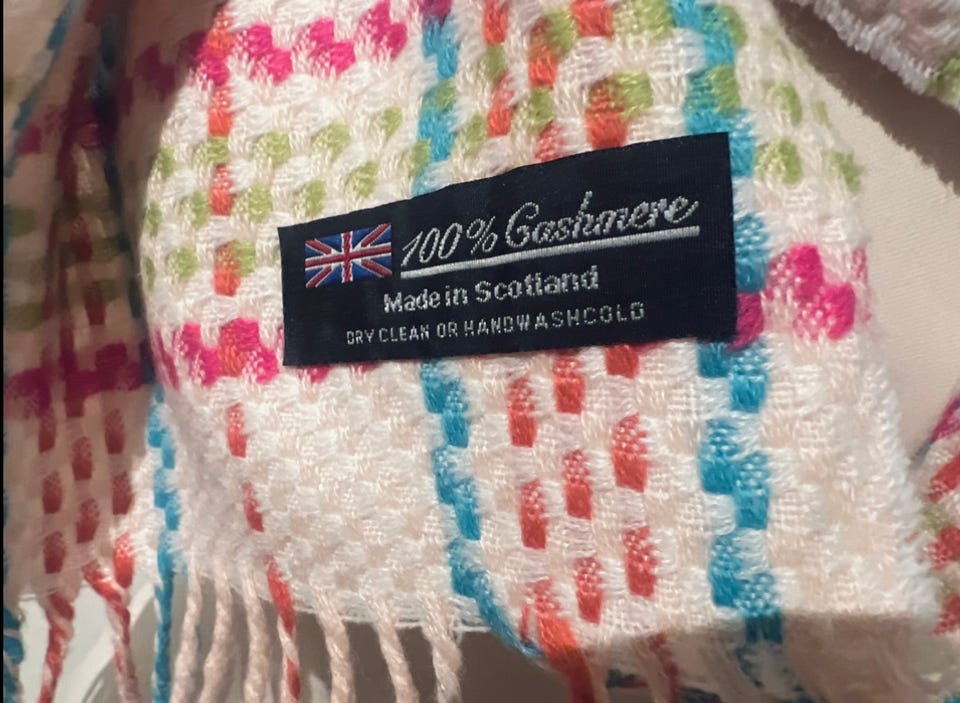 100% Cashmere
Made in Scotland
DRY CLEAN OR HANDWASHCOLD